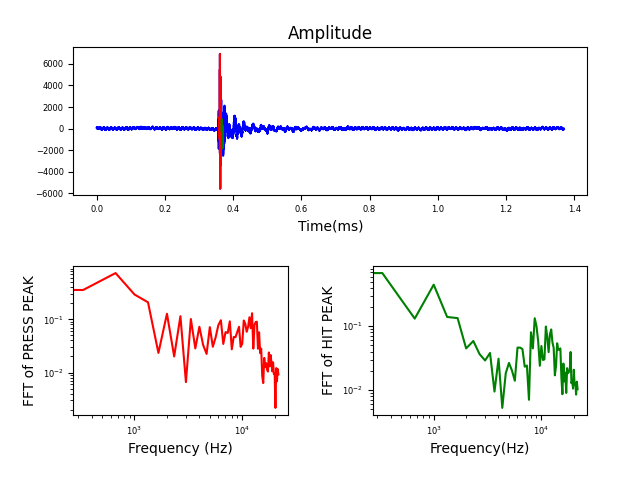 Amplitude
6000
4000
2000
0
−2000
−4000
−6000
0.0 0.2 0.4 0.6 0.8 1.0 1.2 1.4
Time(ms)
FFT of PRESS PEAK
10⁻¹
10⁻²
10³ 10⁴
Frequency (Hz)
FFT of HIT PEAK
10⁻¹
10⁻²
10³ 10⁴
Frequency(Hz)